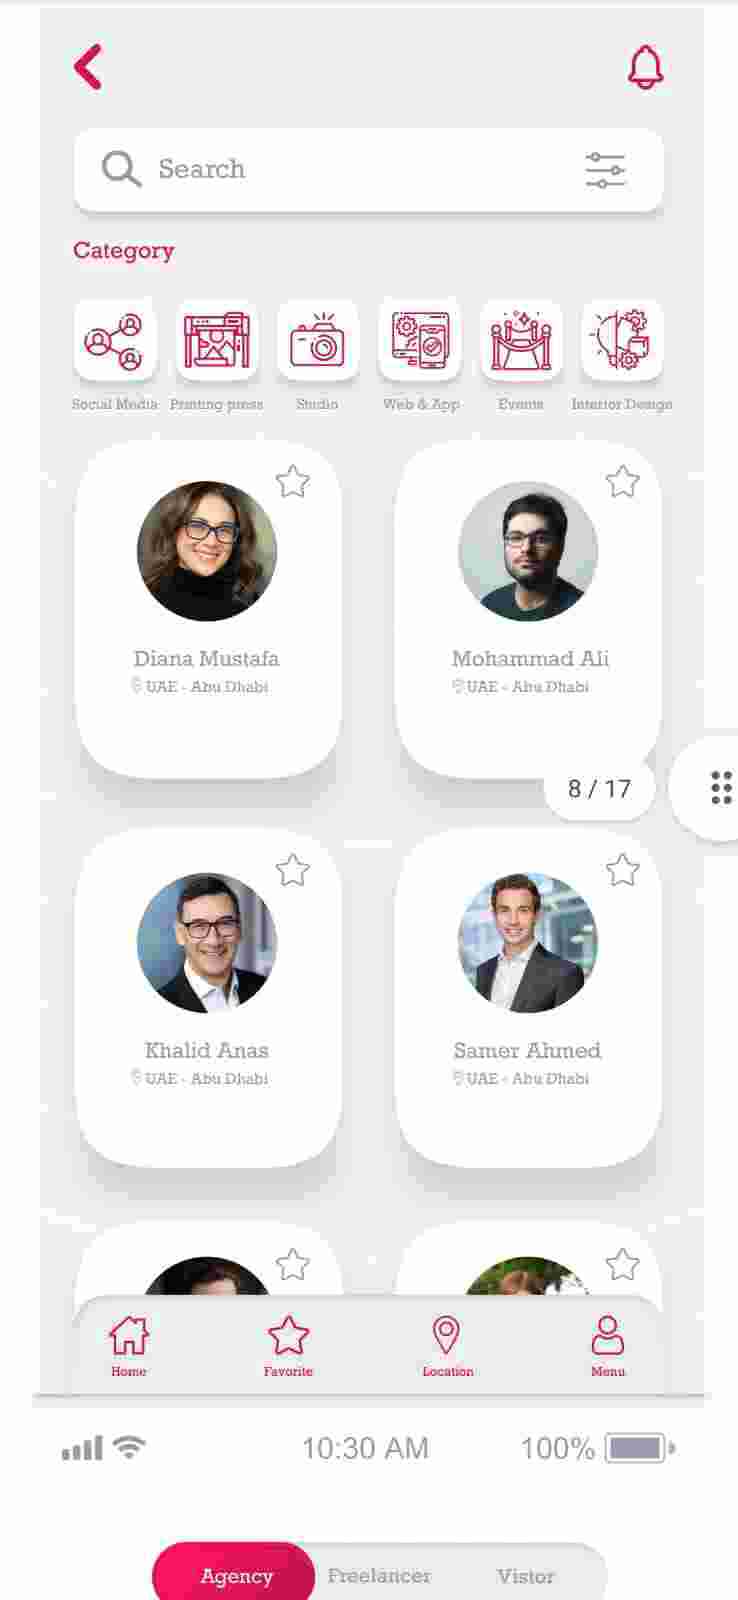 Search
Category
Social Media Printing press Studio Web & App Events Interior Design
Diana Mustafa Mohammad Ali
UAE - Abu Dhabi UAE - Abu Dhabi
8 / 17
Khalid Anas Samer Ahmed
UAE - Abu Dhabi UAE - Abu Dhabi
Home Favorite Location Menu
10:30 AM 100%
Agency Freelancer Vistor